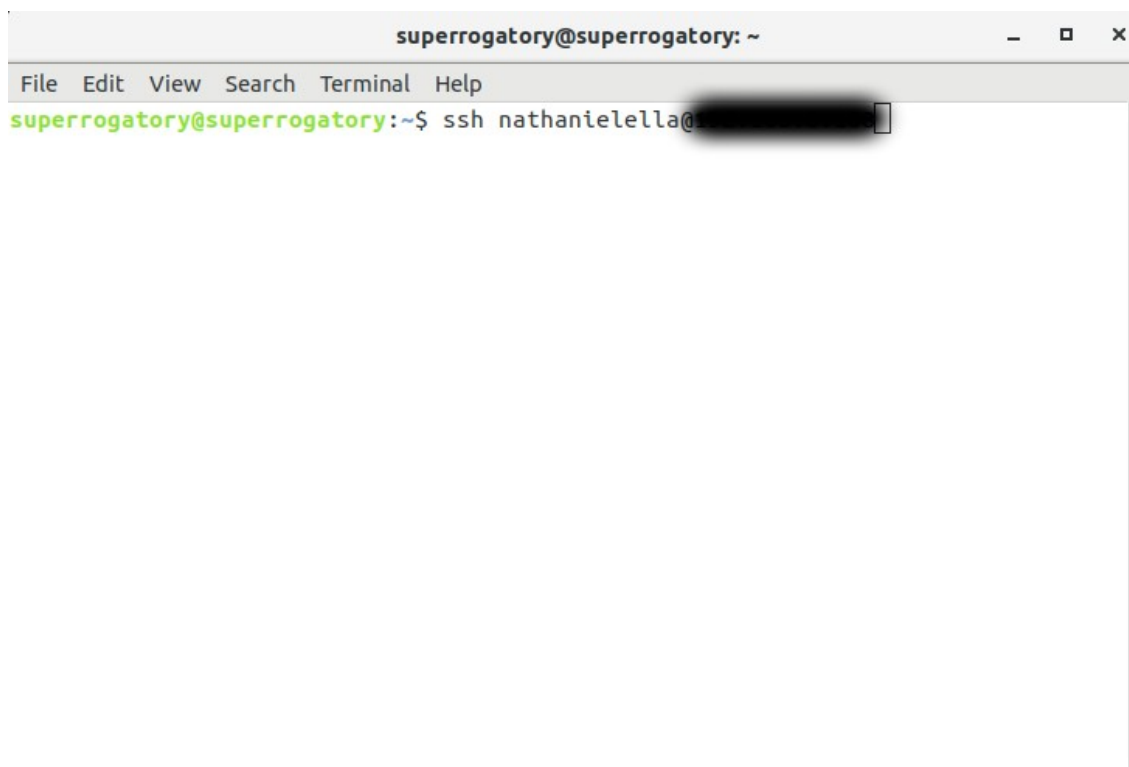 superrogatory@superrogatory: ~
File Edit View Search Terminal Help
superrogatory@superrogatory:~$ ssh nathanielella@